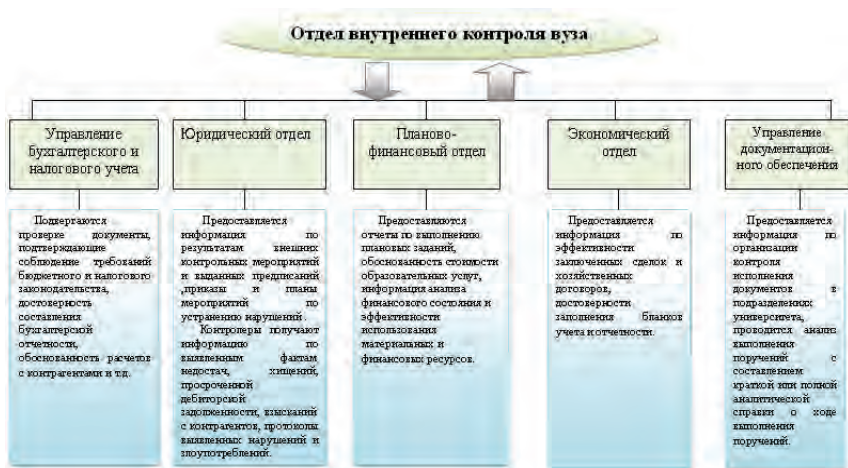 Отдел внутреннего контроля вуза
Управление
бухгалтерского и
налогового учета
Юридический отдел
Планово-
финансовый отдел
Экономический
отдел
Управление
документацион-
ного обеспечения
Подвергаются
проверке документы,
подтверждающие
соблюдение требований
бюджетного и налогового
законодательства,
достоверность
составления
бухгалтерской
отчетности,
обоснованность расчетов
с контрагентами и т.д.
Предоставляется
информация по
результатам внешних
контрольных мероприятий
и выданных предписаний
,приказы и планы
мероприятий по
устранению нарушений.
Контролеры получают
информацию по
выявленным фактам
недостач, хищений,
просроченной
дебиторской
задолженности, взысканий
с контрагентов, протоколы
выявленных нарушений и
злоупотреблений.
Предоставляются
отчеты по выполнению
плановых заданий,
обоснованность стоимости
образовательных услуг,
информация анализа
финансового состояния и
эффективности
использования
материальных и
финансовых ресурсов.
Предоставляется
информация по
эффективности
заключенных сделок и
хозяйственных
договоров,
достоверности
заполнения бланков
учета и отчетности.
Предоставляется
информация по
организации
контроля
исполнения
документов в
подразделениях
университета,
проводится анализ
выполнения
поручений с
составлением
краткой или полной
аналитической
справки о ходе
выполнения
поручений.